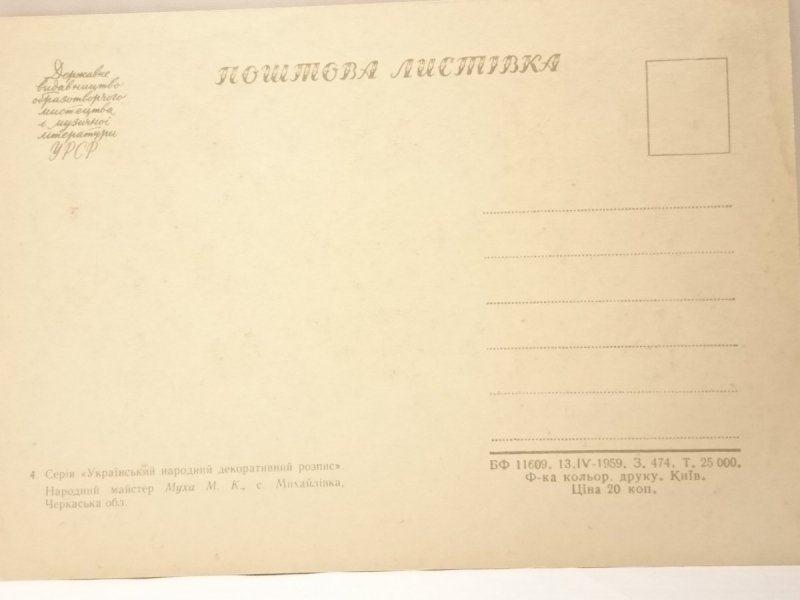 Державне
видавництво
образотворчого
мистецтва
і музичної
літератури
УРСР
ПОШТОВА ЛИСТІВКА
4 Серія «Український народний декоративний розпис»
Народний майстер Муха М. К., с. Михайлівка,
Черкаська обл.
БФ 11609. 13.IV-1959. З. 474. Т. 25 000.
Ф-ка кольор. друку. Київ.
Ціна 20 коп.